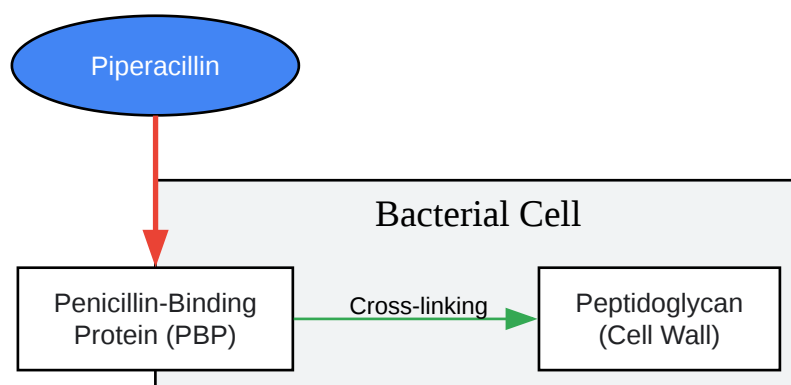 Piperacillin
Bacterial Cell
Penicillin-Binding
Protein (PBP)
Cross-linking
Peptidoglycan
(Cell Wall)